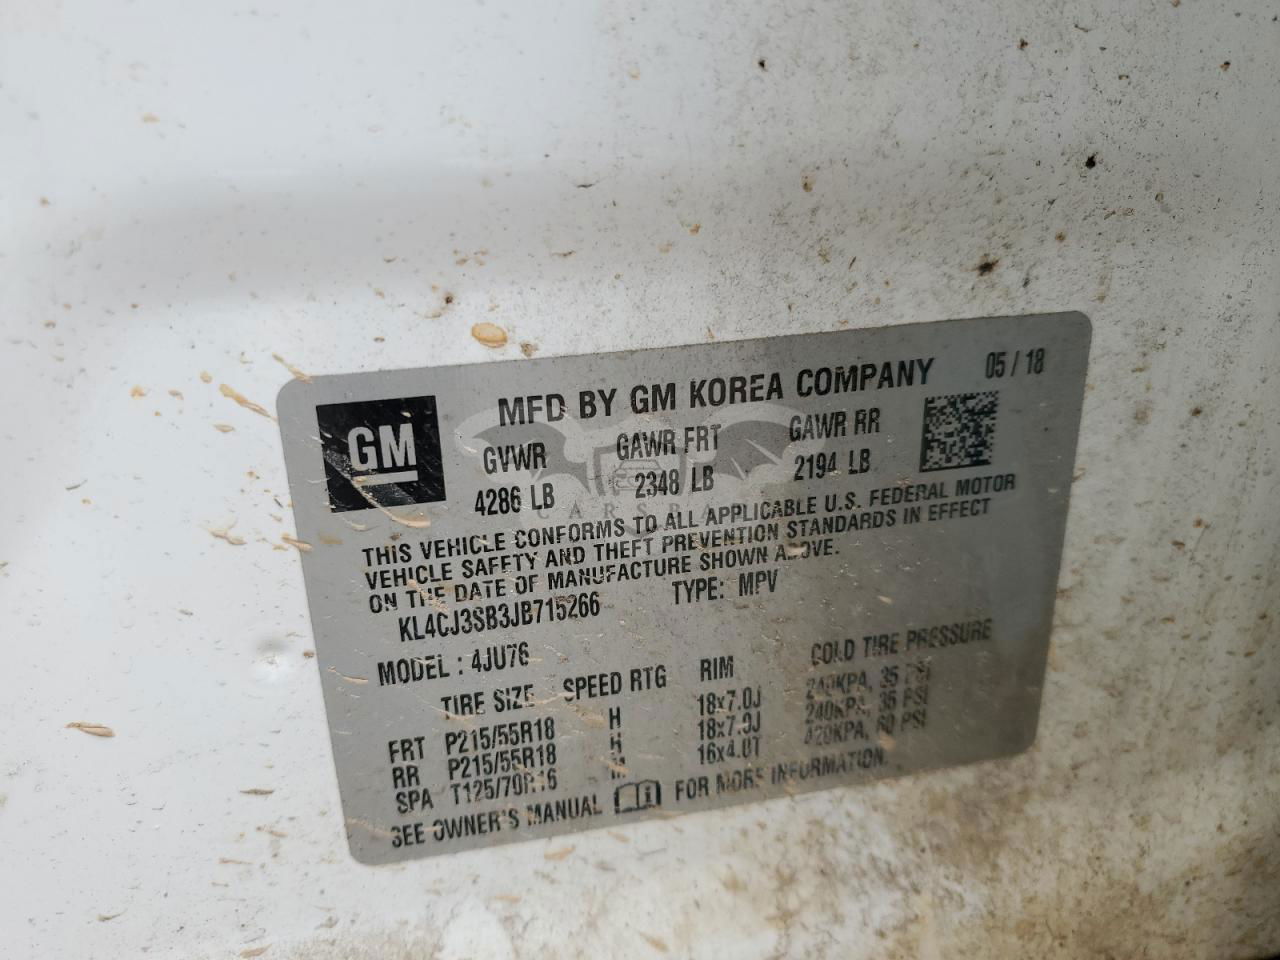 MFD BY GM KOREA COMPANY 05 / 18
GM
GVWR GAWR FRT GAWR RR
4286 LB 2348 LB 2194 LB
THIS VEHICLE CONFORMS TO ALL APPLICABLE U.S. FEDERAL MOTOR
VEHICLE SAFETY AND THEFT PREVENTION STANDARDS IN EFFECT
ON THE DATE OF MANUFACTURE SHOWN ABOVE.
KL4CJ3SB3JB715266 TYPE: MPV
MODEL : 4JU76
TIRE SIZE SPEED RTG RIM COLD TIRE PRESSURE
FRT P215/55R18 H 18x7.0J 240KPA, 35 PSI
RR P215/55R18 H 18x7.0J 240KPA, 35 PSI
SPA T125/70R16 M 16x4.0T 420KPA, 60 PSI
SEE OWNER'S MANUAL FOR MORE INFORMATION.